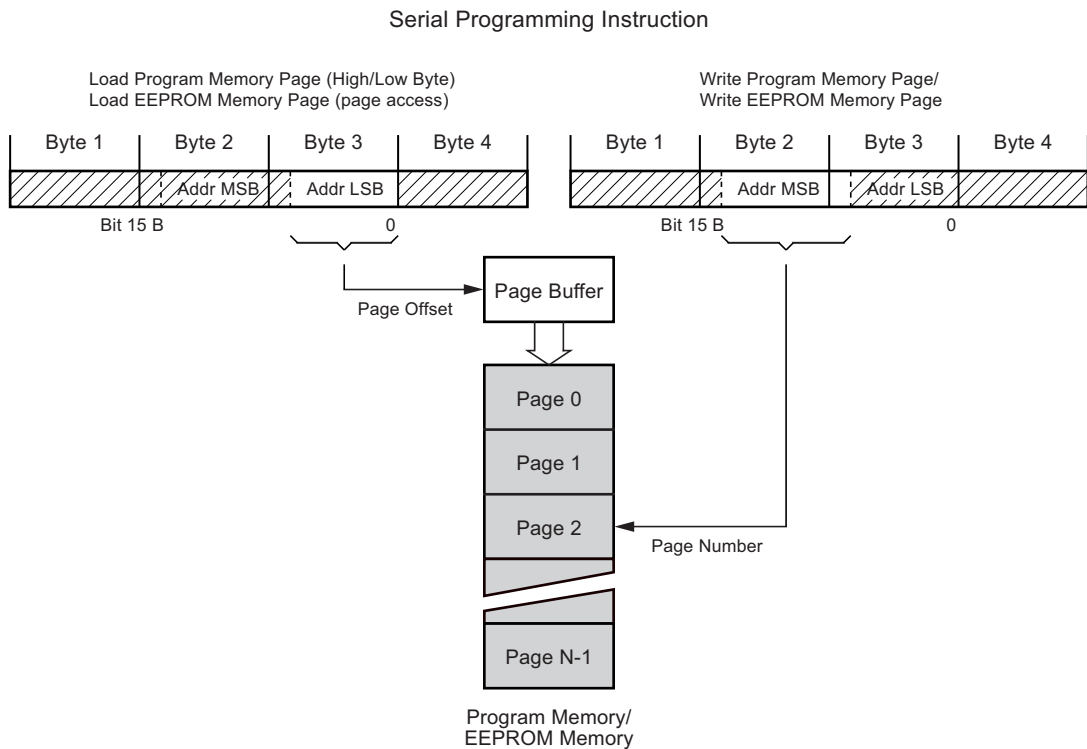 Serial Programming Instruction
Load Program Memory Page (High/Low Byte)
Load EEPROM Memory Page (page access)
Write Program Memory Page/
Write EEPROM Memory Page
Byte 1
Byte 2
Byte 3
Byte 4
Byte 1
Byte 2
Byte 3
Byte 4
Addr MSB
Addr LSB
Addr MSB
Addr LSB
Bit 15 B
0
Bit 15 B
0
Page Offset
Page Buffer
Page 0
Page 1
Page 2
Page Number
Page N-1
Program Memory/
EEPROM Memory